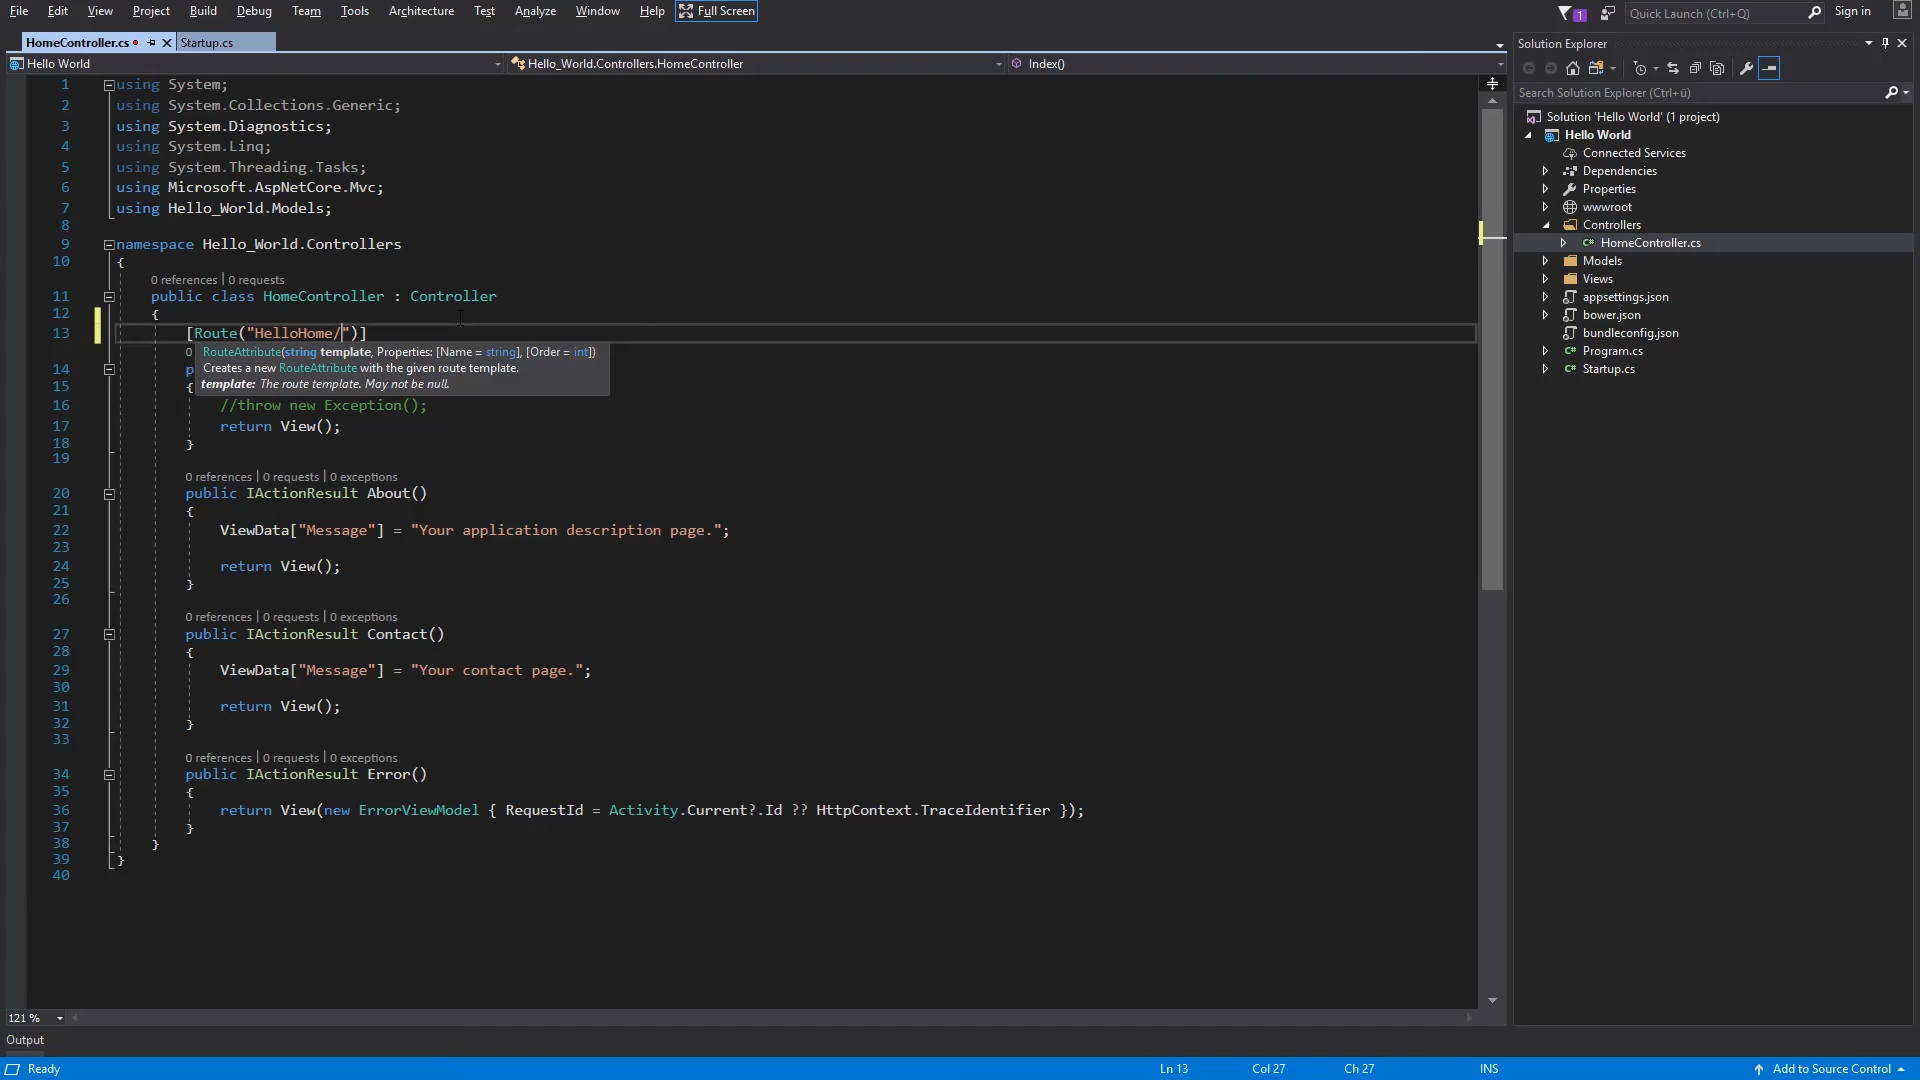 File Edit View Project Build Debug Team Tools Architecture Test Analyze Window Help Full Screen 1 Quick Launch (Ctrl+Q) Sign in
HomeController.cs Startup.cs
Hello World Hello_World.Controllers.HomeController Index()
1 using System;
2 using System.Collections.Generic;
3 using System.Diagnostics;
4 using System.Linq;
5 using System.Threading.Tasks;
6 using Microsoft.AspNetCore.Mvc;
7 using Hello_World.Models;
8
9 namespace Hello_World.Controllers
10 {
0 references | 0 requests
11 public class HomeController : Controller
12 {
13 [Route("HelloHome/")]
0 RouteAttribute(string template, Properties: [Name = string], [Order = int])
14 p Creates a new RouteAttribute with the given route template.
15 { template: The route template. May not be null.
16 //throw new Exception();
17 return View();
18 }
19
0 references | 0 requests | 0 exceptions
20 public IActionResult About()
21 {
22 ViewData["Message"] = "Your application description page.";
23
24 return View();
25 }
26
0 references | 0 requests | 0 exceptions
27 public IActionResult Contact()
28 {
29 ViewData["Message"] = "Your contact page.";
30
31 return View();
32 }
33
0 references | 0 requests | 0 exceptions
34 public IActionResult Error()
35 {
36 return View(new ErrorViewModel { RequestId = Activity.Current?.Id ?? HttpContext.TraceIdentifier });
37 }
38 }
39 }
40
121 %
Output
Solution Explorer
Search Solution Explorer (Ctrl+ü)
Solution 'Hello World' (1 project)
Hello World
Connected Services
Dependencies
Properties
wwwroot
Controllers
C# HomeController.cs
Models
Views
appsettings.json
bower.json
bundleconfig.json
C# Program.cs
C# Startup.cs
Ready Ln 13 Col 27 Ch 27 INS Add to Source Control